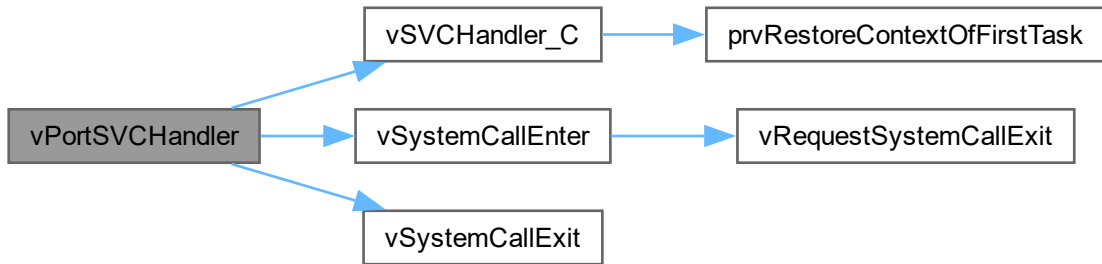 vSVCHandler_C
prvRestoreContextOfFirstTask
vPortSVCHandler
vSystemCallEnter
vRequestSystemCallExit
vSystemCallExit